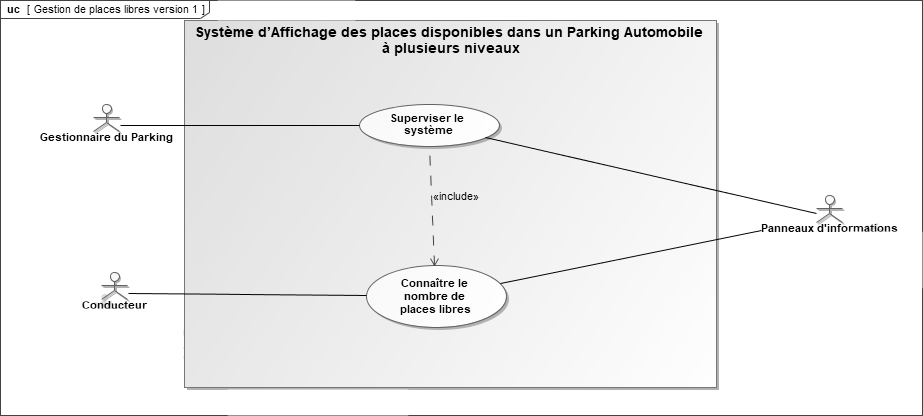 uc [ Gestion de places libres version 1 ]
Système d’Affichage des places disponibles dans un Parking Automobile
à plusieurs niveaux
Superviser le
système
Gestionnaire du Parking
«include»
Panneaux d'informations
Connaître le
nombre de
places libres
Conducteur